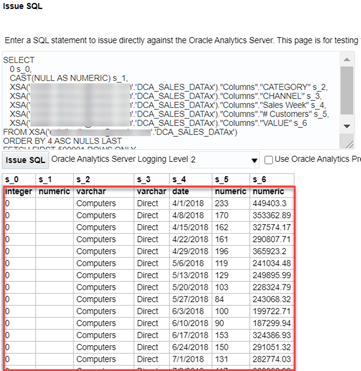 Issue SQL
Enter a SQL statement to issue directly against the Oracle Analytics Server. This page is for testing
SELECT
0 s_0,
CAST(NULL AS NUMERIC) s_1,
XSA( '.'DCA_SALES_DATAx')."Columns"."CATEGORY" s_2,
XSA( '.'DCA_SALES_DATAx')."Columns"."CHANNEL" s_3,
XSA( '.'DCA_SALES_DATAx')."Columns"."Sales Week" s_4,
XSA( '.'DCA_SALES_DATAx')."Columns"."# Customers" s_5,
XSA( '.'DCA_SALES_DATAx')."Columns"."VALUE" s_6
FROM XSA( '.'DCA_SALES_DATAx')
ORDER BY 4 ASC NULLS LAST
Issue SQL Oracle Analytics Server Logging Level 2 Use Oracle Analytics Pre
s_0 s_1 s_2 s_3 s_4 s_5 s_6
integer numeric varchar varchar date numeric numeric
0 Computers Direct 4/1/2018 233 449403.3
0 Computers Direct 4/8/2018 170 353362.89
0 Computers Direct 4/15/2018 162 327574.17
0 Computers Direct 4/22/2018 161 290807.71
0 Computers Direct 4/29/2018 196 365923.2
0 Computers Direct 5/6/2018 119 241034.48
0 Computers Direct 5/13/2018 129 249895.99
0 Computers Direct 5/20/2018 103 228324.79
0 Computers Direct 5/27/2018 84 243068.32
0 Computers Direct 6/3/2018 100 199722.71
0 Computers Direct 6/10/2018 90 187299.94
0 Computers Direct 6/17/2018 153 324386.93
0 Computers Direct 6/24/2018 150 291051.32
0 Computers Direct 7/1/2018 131 282774.03